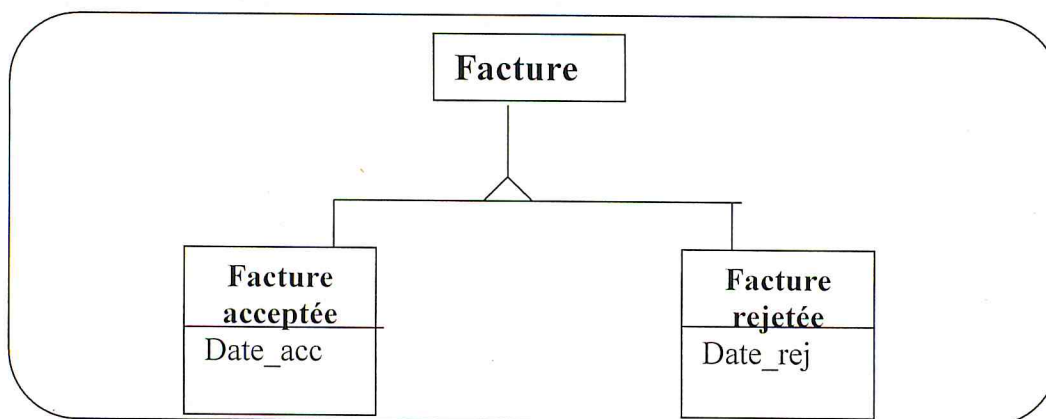 Facture
Facture
acceptée
Date_acc
Facture
rejetée
Date_rej